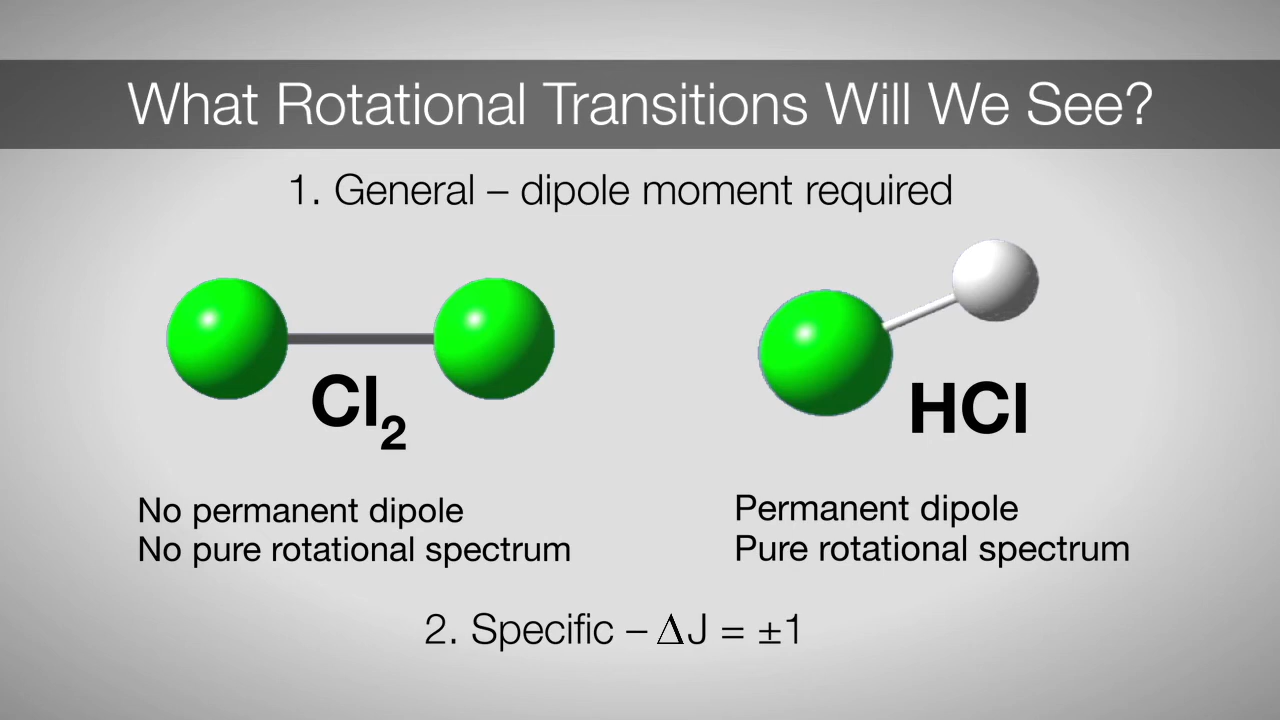 What Rotational Transitions Will We See?
1. General – dipole moment required
Cl₂
HCl
No permanent dipole
No pure rotational spectrum
Permanent dipole
Pure rotational spectrum
2. Specific – ΔJ = ±1